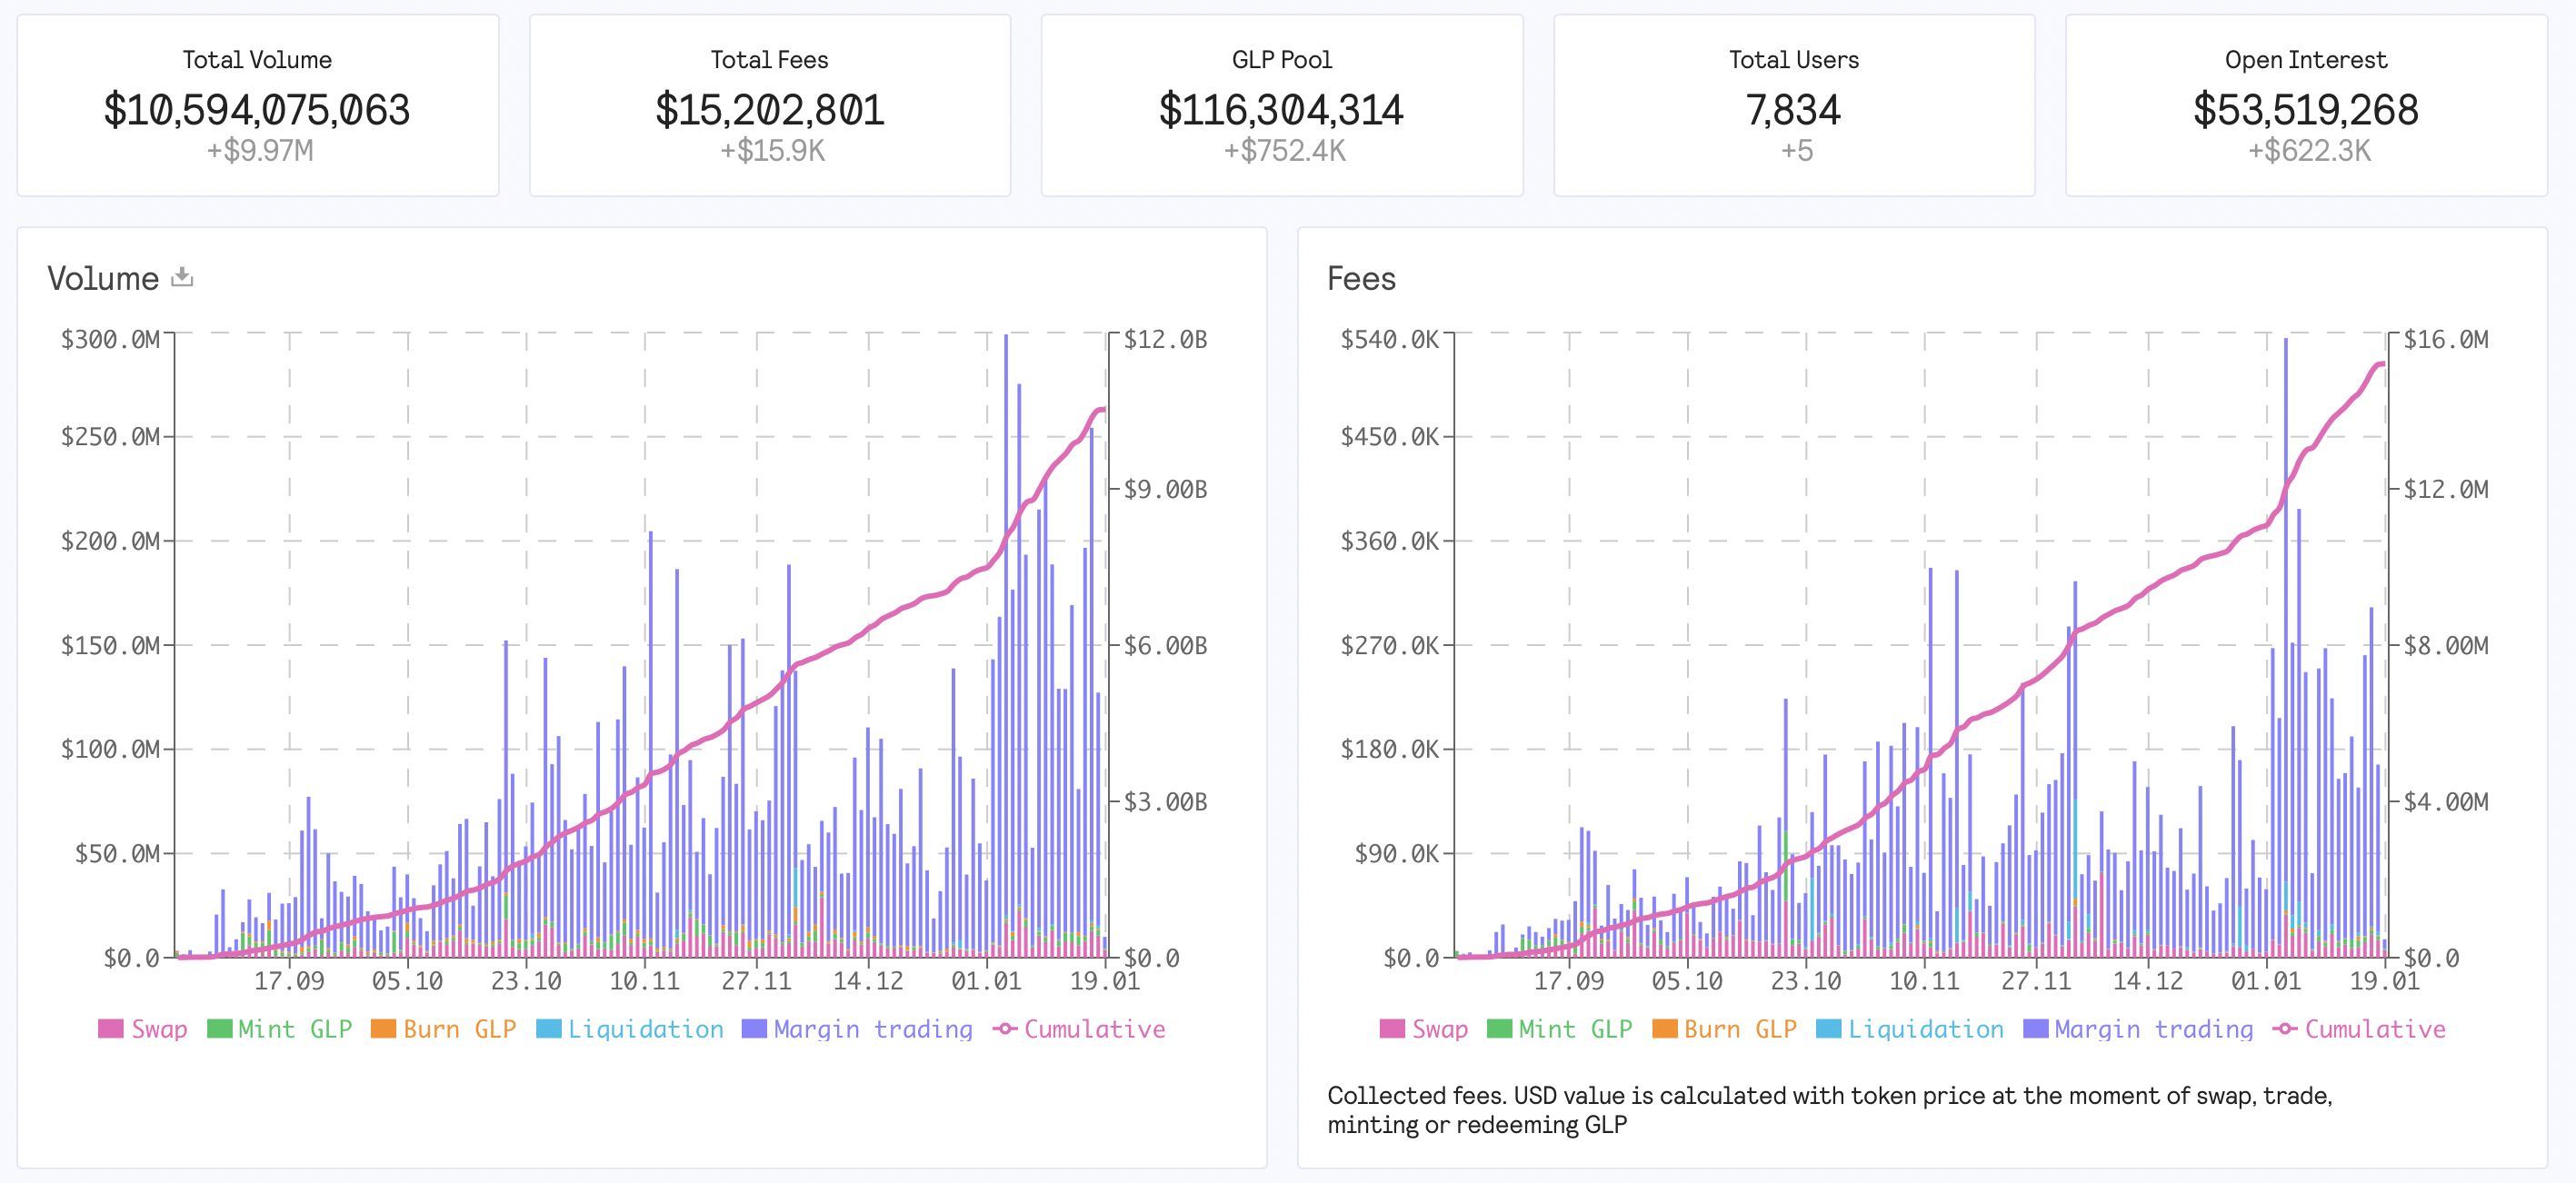 Total Volume
$10,594,075,063
+$9.97M
Total Fees
$15,202,801
+$15.9K
GLP Pool
$116,304,314
+$752.4K
Total Users
7,834
+5
Open Interest
$53,519,268
+$622.3K
Volume
$300.0M
$250.0M
$200.0M
$150.0M
$100.0M
$50.0M
$0.0
$12.0B
$9.00B
$6.00B
$3.00B
$0.0
17.09 05.10 23.10 10.11 27.11 14.12 01.01 19.01
Swap Mint GLP Burn GLP Liquidation Margin trading Cumulative
Fees
$540.0K
$450.0K
$360.0K
$270.0K
$180.0K
$90.0K
$0.0
$16.0M
$12.0M
$8.00M
$4.00M
$0.0
17.09 05.10 23.10 10.11 27.11 14.12 01.01 19.01
Swap Mint GLP Burn GLP Liquidation Margin trading Cumulative
Collected fees. USD value is calculated with token price at the moment of swap, trade,
minting or redeeming GLP